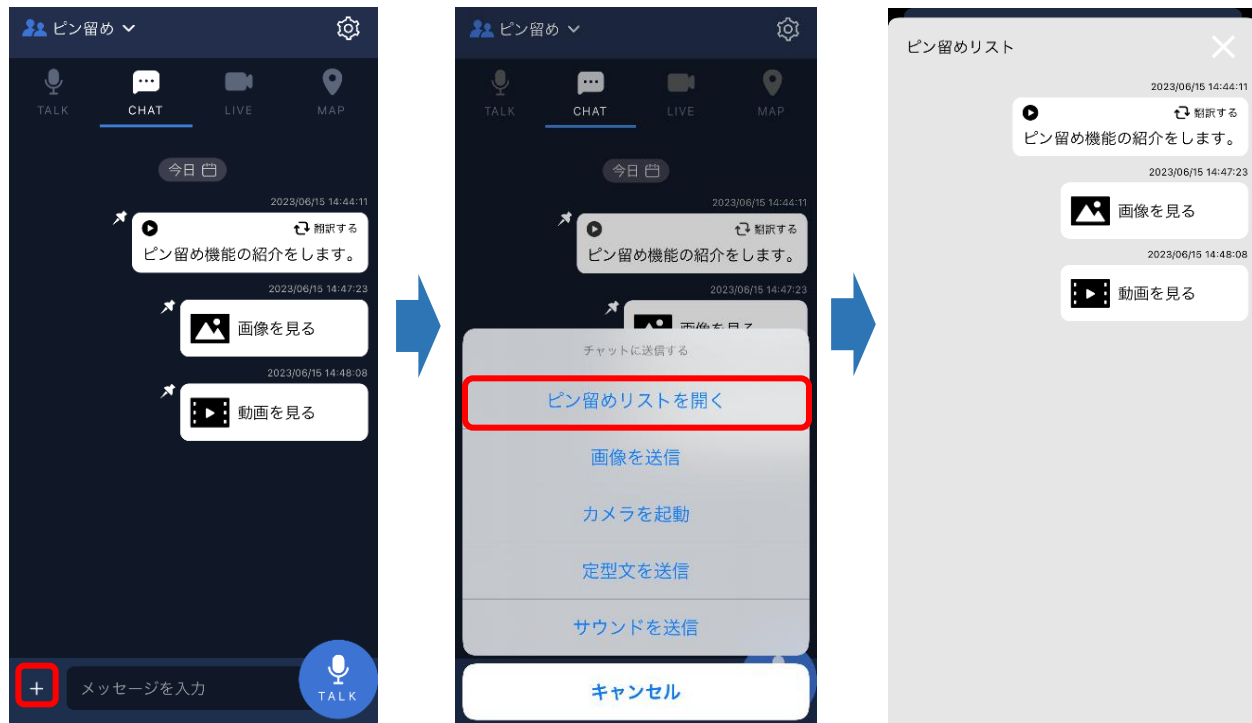 ピン留め
TALK
CHAT
LIVE
MAP
今日
2023/06/15 14:44:11
翻訳する
ピン留め機能の紹介をします。
2023/06/15 14:47:23
画像を見る
2023/06/15 14:48:08
動画を見る
+
メッセージを入力
TALK
ピン留め
TALK
CHAT
LIVE
MAP
今日
2023/06/15 14:44:11
翻訳する
ピン留め機能の紹介をします。
2023/06/15 14:47:23
画像を見る
チャットに送信する
ピン留めリストを開く
画像を送信
カメラを起動
定型文を送信
サウンドを送信
キャンセル
ピン留めリスト
2023/06/15 14:44:11
翻訳する
ピン留め機能の紹介をします。
2023/06/15 14:47:23
画像を見る
2023/06/15 14:48:08
動画を見る